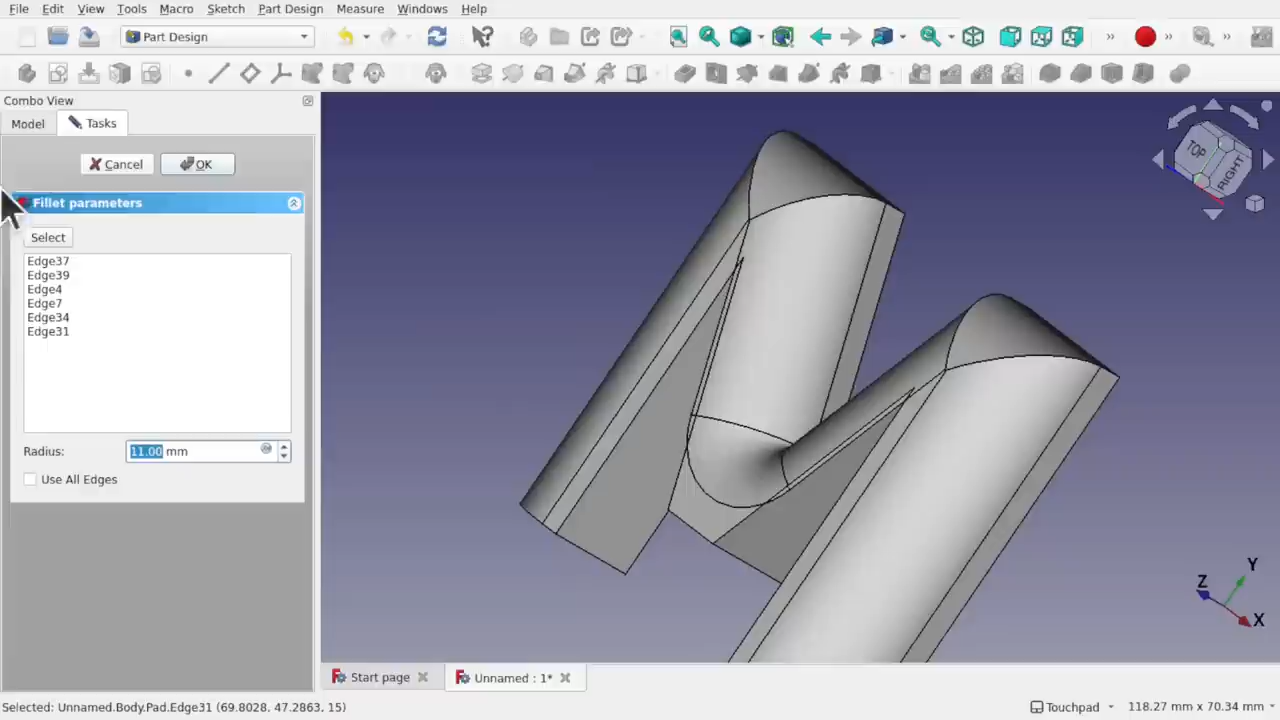 File Edit View Tools Macro Sketch Part Design Measure Windows Help
Part Design
Combo View
Model Tasks
Cancel OK
Fillet parameters
Select
Edge37
Edge39
Edge4
Edge7
Edge34
Edge31
Radius: 11.00 mm
Use All Edges
TOP
RIGHT
Y
Z
X
Start page Unnamed : 1*
Selected: Unnamed.Body.Pad.Edge31 (69.8028, 47.2863, 15) Touchpad 118.27 mm x 70.34 mm